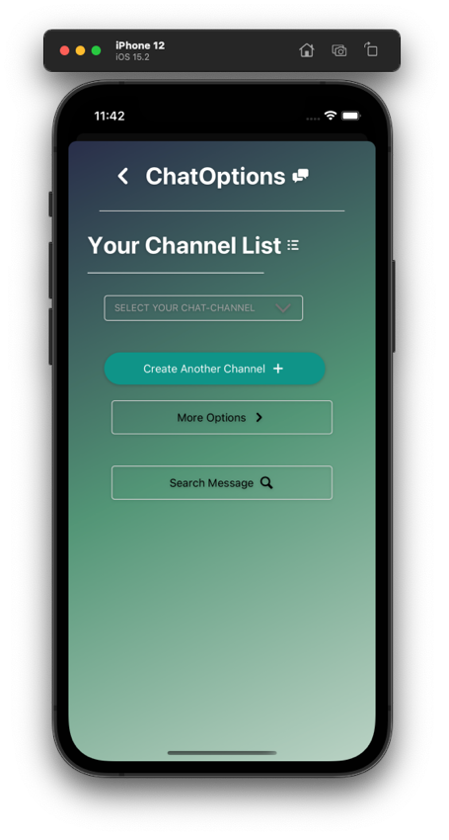 iPhone 12
iOS 15.2
11:42
ChatOptions
Your Channel List
SELECT YOUR CHAT-CHANNEL
Create Another Channel
More Options
Search Message